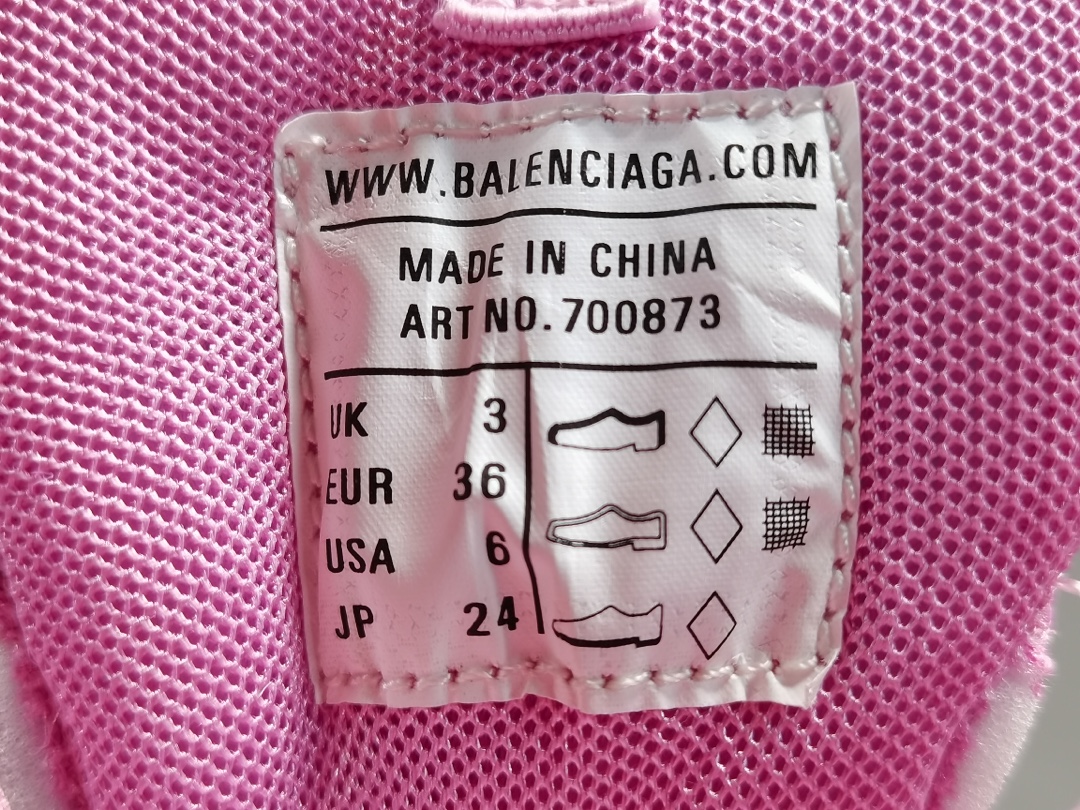 WWW.BALENCIAGA.COM
MADE IN CHINA
ART NO.700873
UK 3
EUR 36
USA 6
JP 24